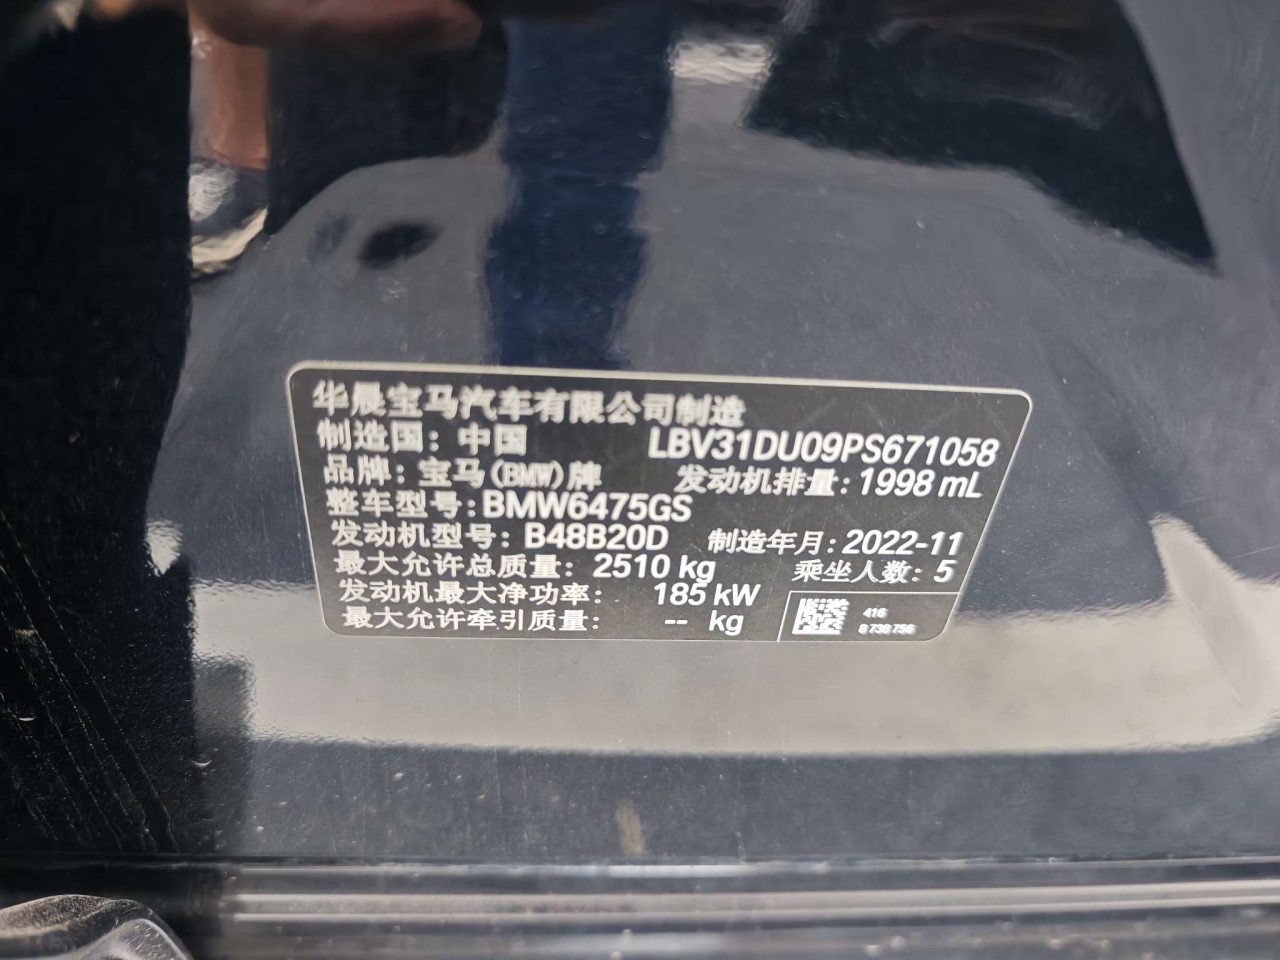 华晨宝马汽车有限公司制造
制造国：中国 LBV31DU09PS671058
品牌：宝马(BMW)牌 发动机排量：1998 mL
整车型号：BMW6475GS
发动机型号：B48B20D 制造年月：2022-11
最大允许总质量：2510 kg 乘坐人数：5
发动机最大净功率：185 kW
最大允许牵引质量：-- kg
416
8 738 756